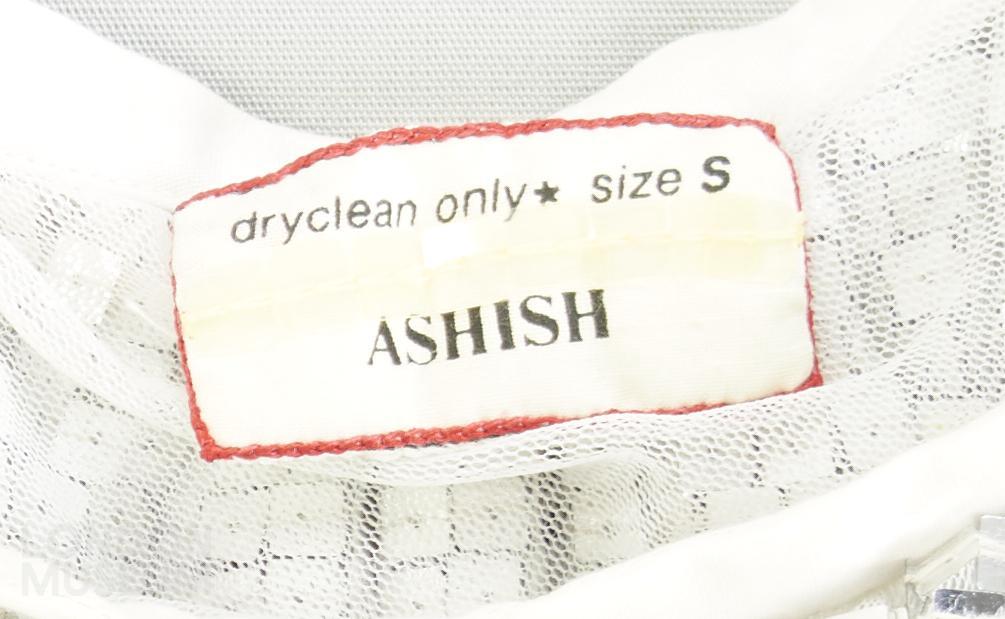 dryclean only★ size S
ASHISH